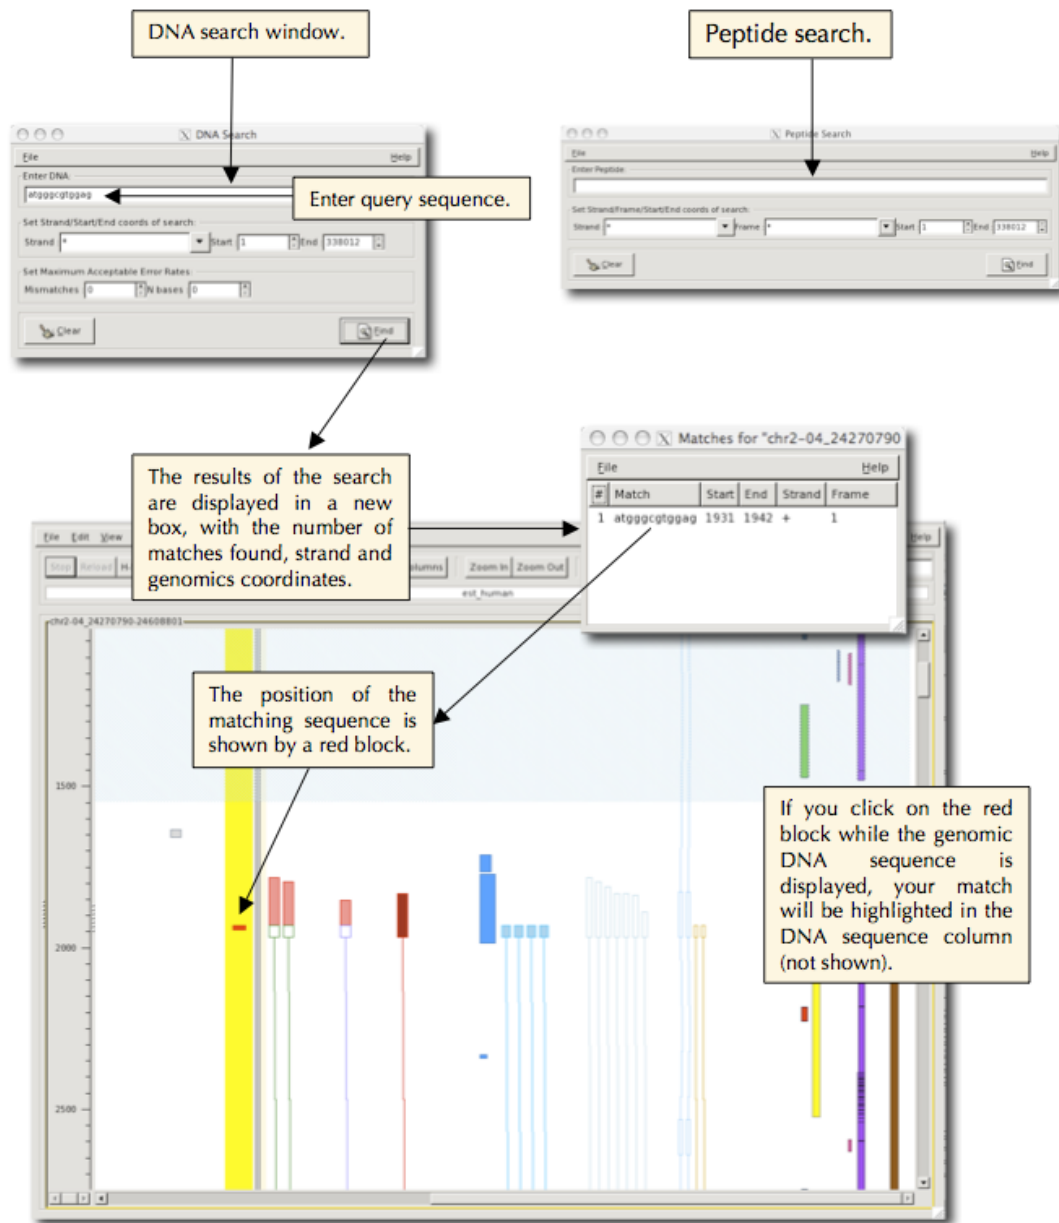 DNA search window.
Peptide search.
DNA Search
File Help
Enter DNA:
atgggcgtggag
Enter query sequence.
Set Strand/Start/End coords of search:
Strand * Start 1 End 338012
Set Maximum Acceptable Error Rates:
Mismatches 0 N bases 0
Clear Find
Peptide Search
File Help
Enter Peptide:
Set Strand/Frame/Start/End coords of search:
Strand * Frame * Start 1 End 338012
Clear Find
The results of the search
are displayed in a new
box, with the number of
matches found, strand and
genomics coordinates.
Matches for "chr2-04_24270790
File Help
# Match Start End Strand Frame
1 atgggcgtggag 1931 1942 + 1
File Edit View Help
Stop Reload H- olumns Zoom In Zoom Out
est_human
chr2-04_24270790-24608801
The position of the
matching sequence is
shown by a red block.
1500
If you click on the red
block while the genomic
DNA sequence is
displayed, your match
will be highlighted in the
DNA sequence column
(not shown).
2000
2500